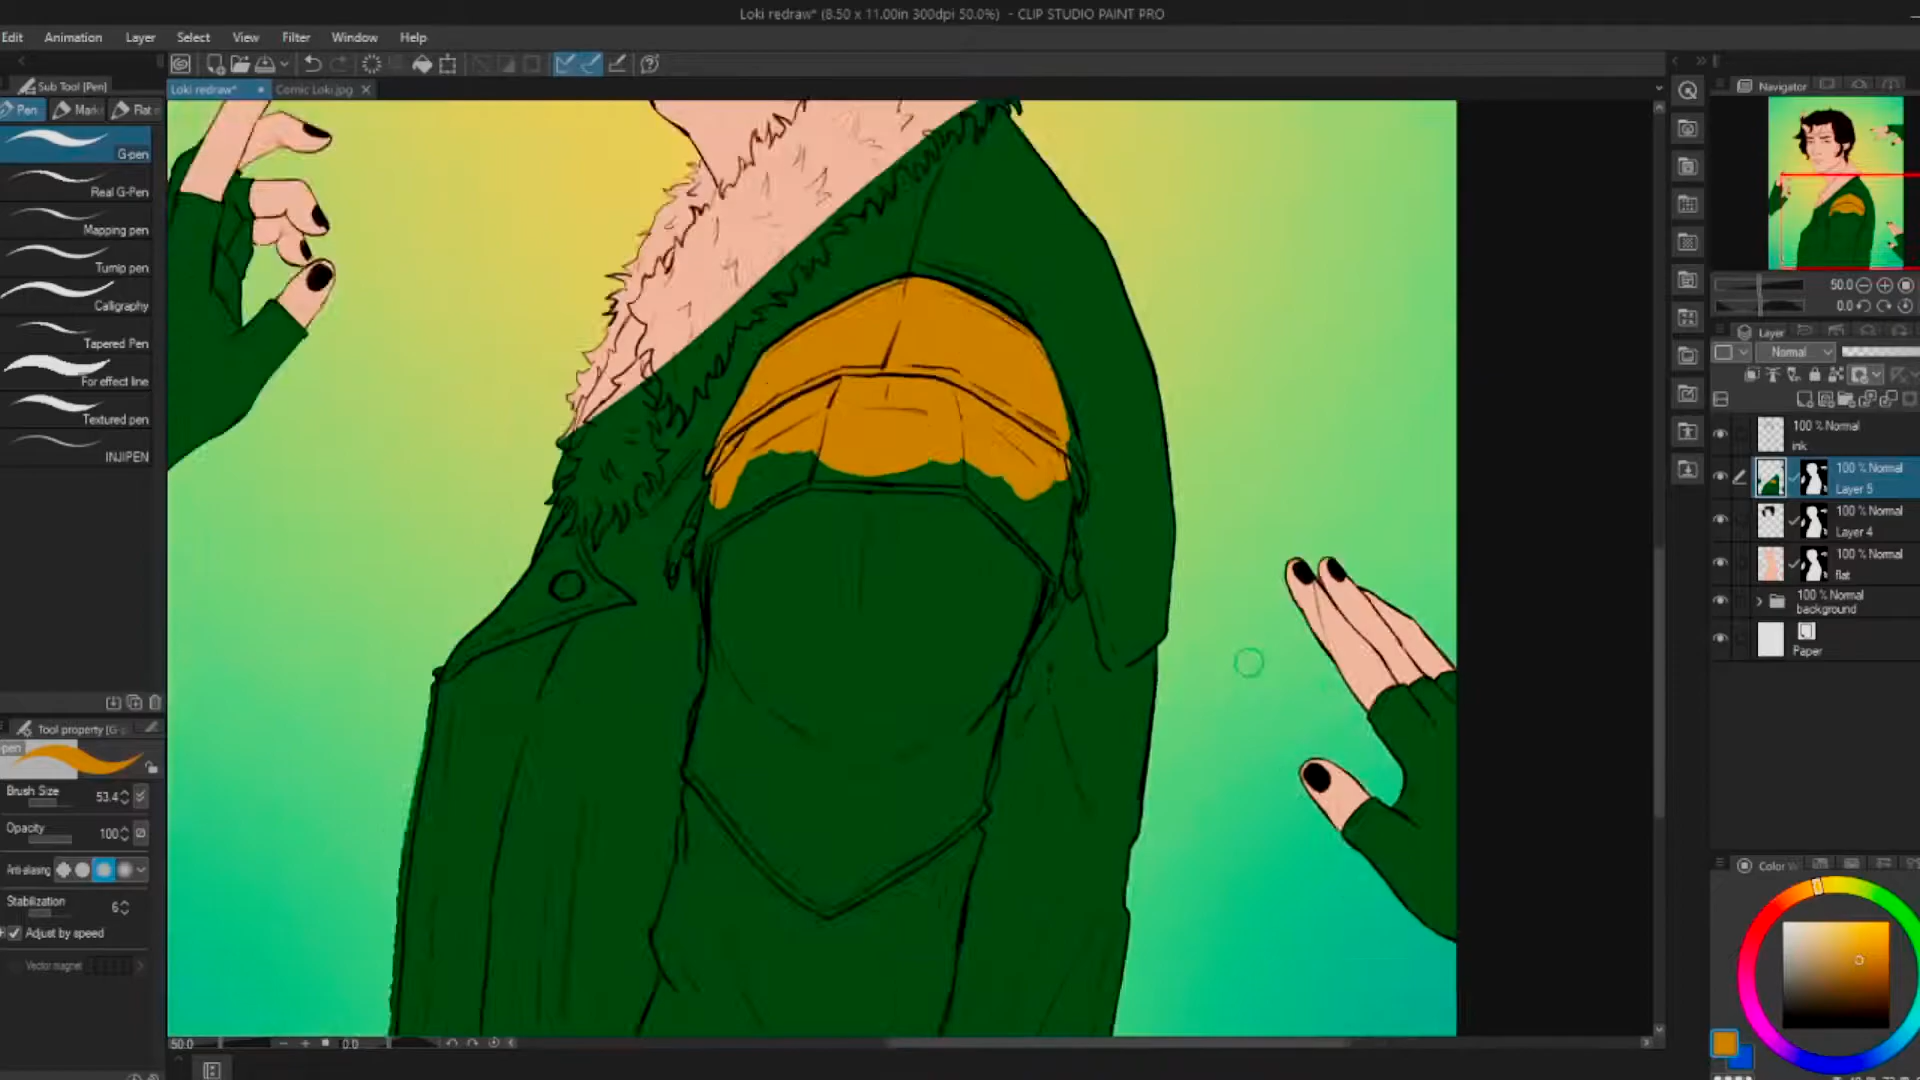 Loki redraw* (8.50 x 11.00in 300dpi 50.0%) - CLIP STUDIO PAINT PRO
Edit Animation Layer Select View Filter Window Help
Sub Tool [Pen]
Loki redraw* Comic Loki.jpg
Navigator
Pen Mark Flat
G-pen
Real G-Pen
Mapping pen
Turnip pen
Calligraphy
Tapered Pen
For effect line
Textured pen
INJIPEN
50.0
0.0
Layer
Normal
100 % Normal
ink
100 % Normal
Layer 5
100 % Normal
Layer 4
100 % Normal
flat
100 % Normal
background
Paper
Tool property [G-
pen
Brush Size 53.4
Opacity 100
Anti-aliasing
Stabilization 6
Adjust by speed
Vector magnet
Color
50.0 0.0